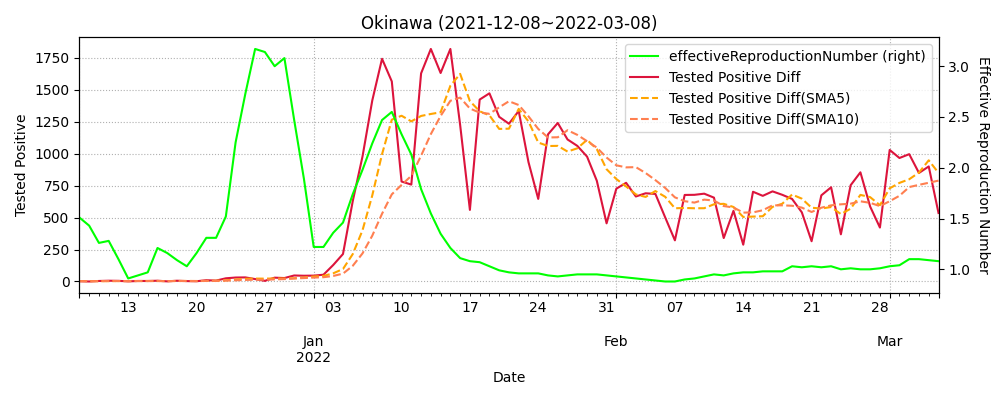 Okinawa (2021-12-08~2022-03-08)
effectiveReproductionNumber (right)
Tested Positive Diff
Tested Positive Diff(SMA5)
Tested Positive Diff(SMA10)
Tested Positive
1750
1500
1250
1000
750
500
250
0
3.0
2.5
2.0
1.5
1.0
Effective Reproduction Number
13 20 27 03 10 17 24 31 07 14 21 28
Jan Feb Mar
2022
Date